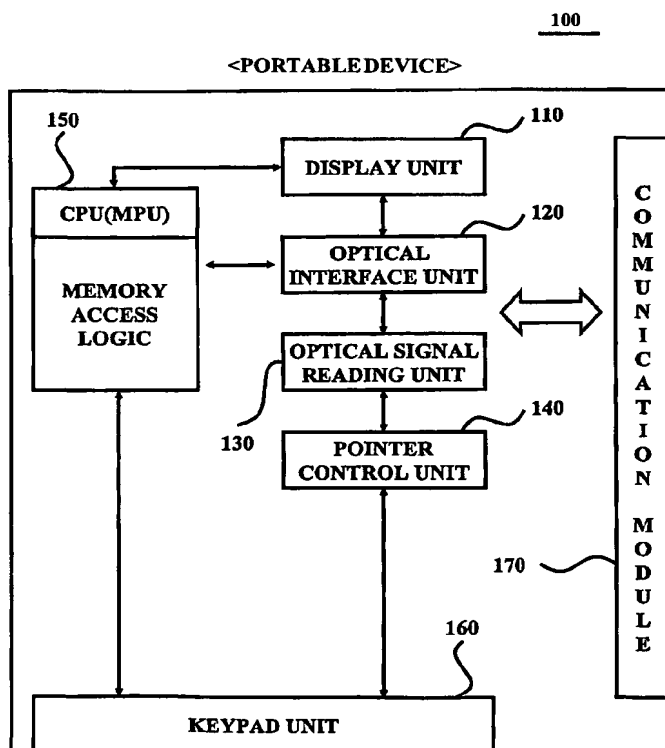 100
<PORTABLE DEVICE>
150
110
DISPLAY UNIT
CPU(MPU)
120
OPTICAL
INTERFACE UNIT
MEMORY
ACCESS
LOGIC
OPTICAL SIGNAL
READING UNIT
130
140
POINTER
CONTROL UNIT
COMMUNICATION MODULE
170
160
KEYPAD UNIT